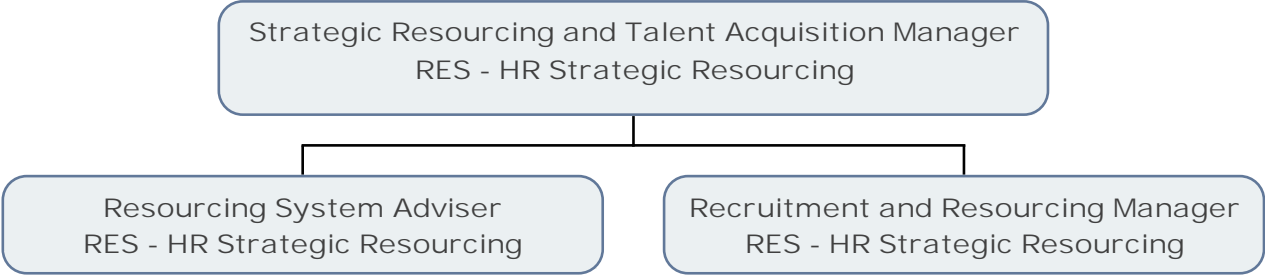 Strategic Resourcing and Talent Acquisition Manager
RES - HR Strategic Resourcing
Resourcing System Adviser
RES - HR Strategic Resourcing
Recruitment and Resourcing Manager
RES - HR Strategic Resourcing